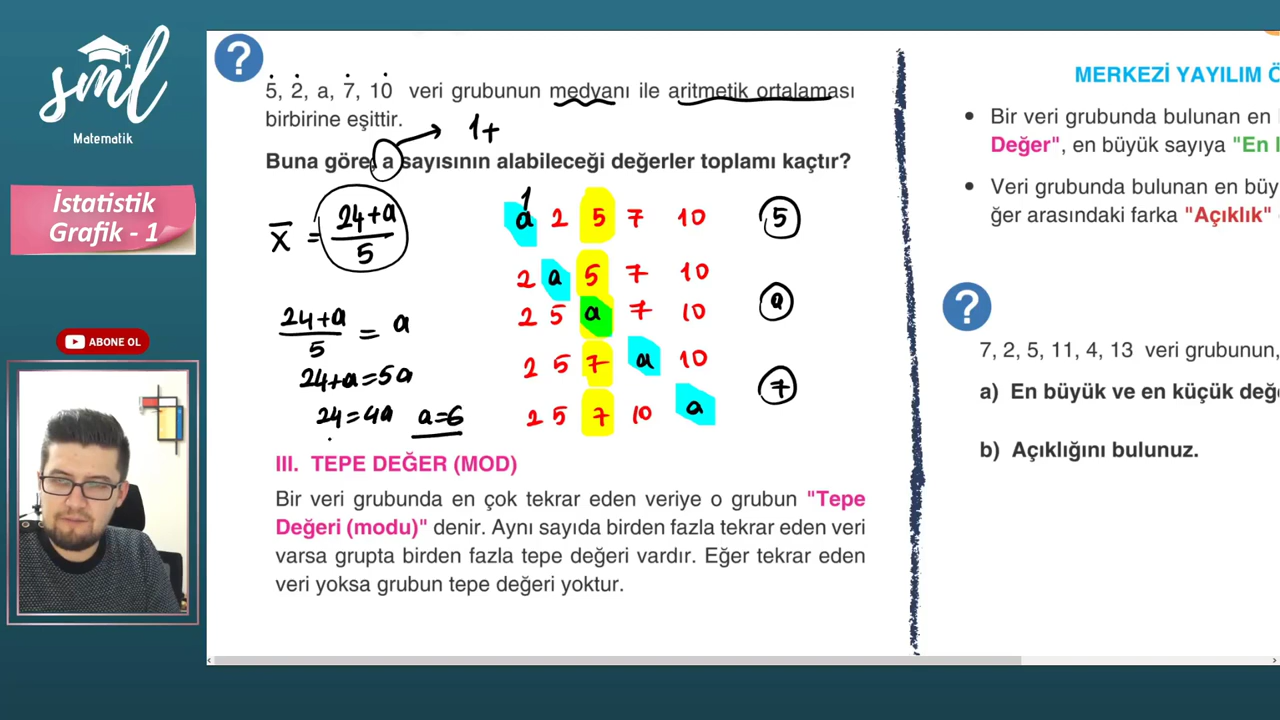 sml
Matematik
İstatistik
Grafik - 1
ABONE OL
?
5, 2, a, 7, 10 veri grubunun medyanı ile aritmetik ortalaması
birbirine eşittir.
1+
Buna göre, a sayısının alabileceği değerler toplamı kaçtır?
x = 24+a / 5
24+a / 5 = a
24+a=5a
24=4a a=6
1
a 2 5 7 10 5
2 a 5 7 10
2 5 a 7 10 a
2 5 7 a 10
2 5 7 10 a 7
III. TEPE DEĞER (MOD)
Bir veri grubunda en çok tekrar eden veriye o grubun "Tepe
Değeri (modu)" denir. Aynı sayıda birden fazla tekrar eden veri
varsa grupta birden fazla tepe değeri vardır. Eğer tekrar eden
veri yoksa grubun tepe değeri yoktur.
MERKEZİ YAYILIM Ö
• Bir veri grubunda bulunan en
Değer", en büyük sayıya "En
• Veri grubunda bulunan en büy
ğer arasındaki farka "Açıklık"
?
7, 2, 5, 11, 4, 13 veri grubunun,
a) En büyük ve en küçük değe
b) Açıklığını bulunuz.